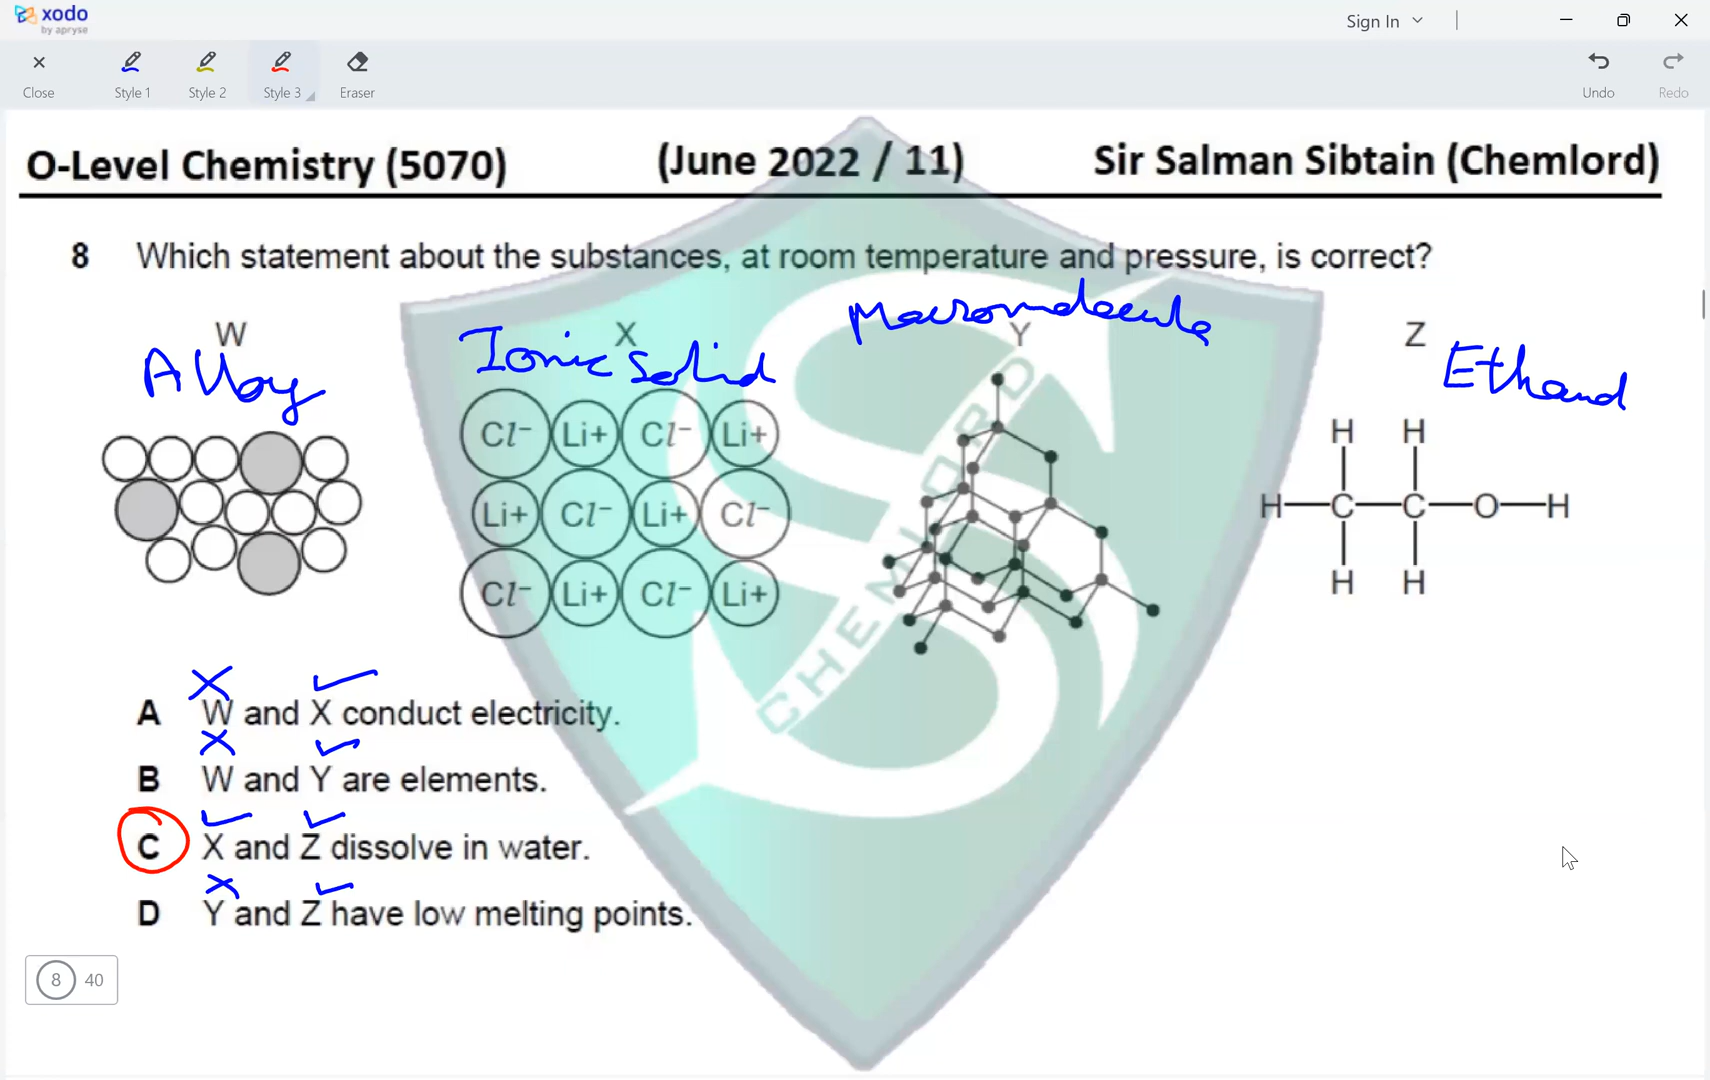 xodo
by apryse
Sign In
Close
Style 1
Style 2
Style 3
Eraser
Undo
Redo
O-Level Chemistry (5070) (June 2022 / 11) Sir Salman Sibtain (Chemlord)
8 Which statement about the substances, at room temperature and pressure, is correct?
W X Y Z
Alloy Ionic Solid Macromolecule Ethanol
Cl⁻ Li+ Cl⁻ Li+
Li+ Cl⁻ Li+ Cl⁻
Cl⁻ Li+ Cl⁻ Li+
H H
H—C—C—O—H
H H
CHEMLORD
A W and X conduct electricity.
B W and Y are elements.
C X and Z dissolve in water.
D Y and Z have low melting points.
8 40